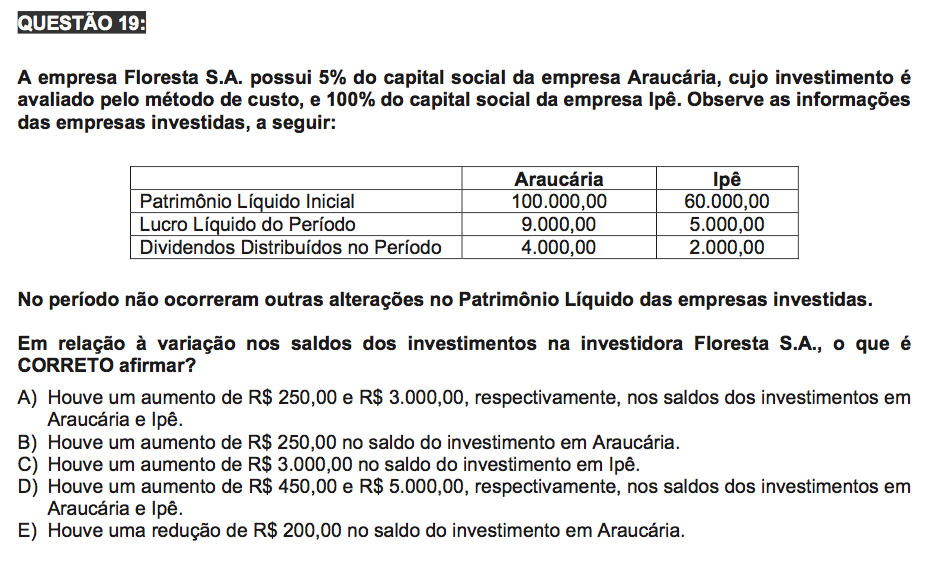 QUESTÃO 19:
A empresa Floresta S.A. possui 5% do capital social da empresa Araucária, cujo investimento é
avaliado pelo método de custo, e 100% do capital social da empresa Ipê. Observe as informações
das empresas investidas, a seguir:
Araucária Ipê
Patrimônio Líquido Inicial 100.000,00 60.000,00
Lucro Líquido do Período 9.000,00 5.000,00
Dividendos Distribuídos no Período 4.000,00 2.000,00
No período não ocorreram outras alterações no Patrimônio Líquido das empresas investidas.
Em relação à variação nos saldos dos investimentos na investidora Floresta S.A., o que é
CORRETO afirmar?
A) Houve um aumento de R$ 250,00 e R$ 3.000,00, respectivamente, nos saldos dos investimentos em
Araucária e Ipê.
B) Houve um aumento de R$ 250,00 no saldo do investimento em Araucária.
C) Houve um aumento de R$ 3.000,00 no saldo do investimento em Ipê.
D) Houve um aumento de R$ 450,00 e R$ 5.000,00, respectivamente, nos saldos dos investimentos em
Araucária e Ipê.
E) Houve uma redução de R$ 200,00 no saldo do investimento em Araucária.